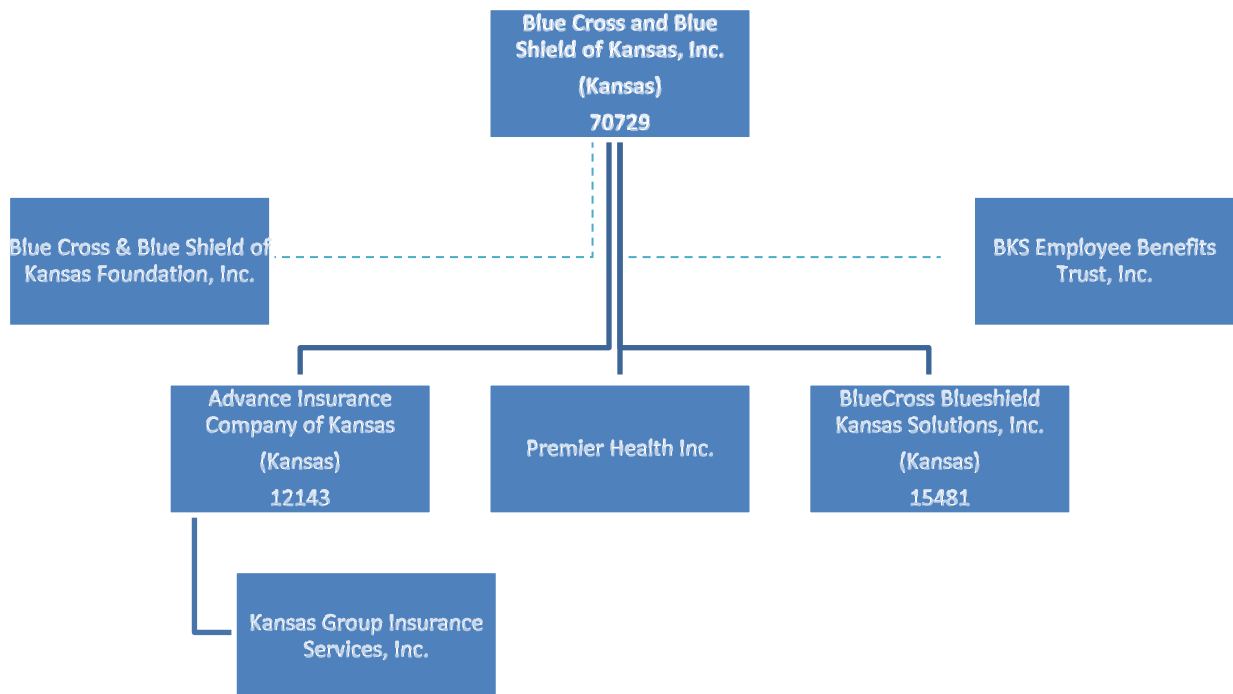 Blue Cross and Blue
Shield of Kansas, Inc.
(Kansas)
70729
Blue Cross & Blue Shield of
Kansas Foundation, Inc.
BKS Employee Benefits
Trust, Inc.
Advance Insurance
Company of Kansas
(Kansas)
12143
Premier Health Inc.
BlueCross Blueshield
Kansas Solutions, Inc.
(Kansas)
15481
Kansas Group Insurance
Services, Inc.